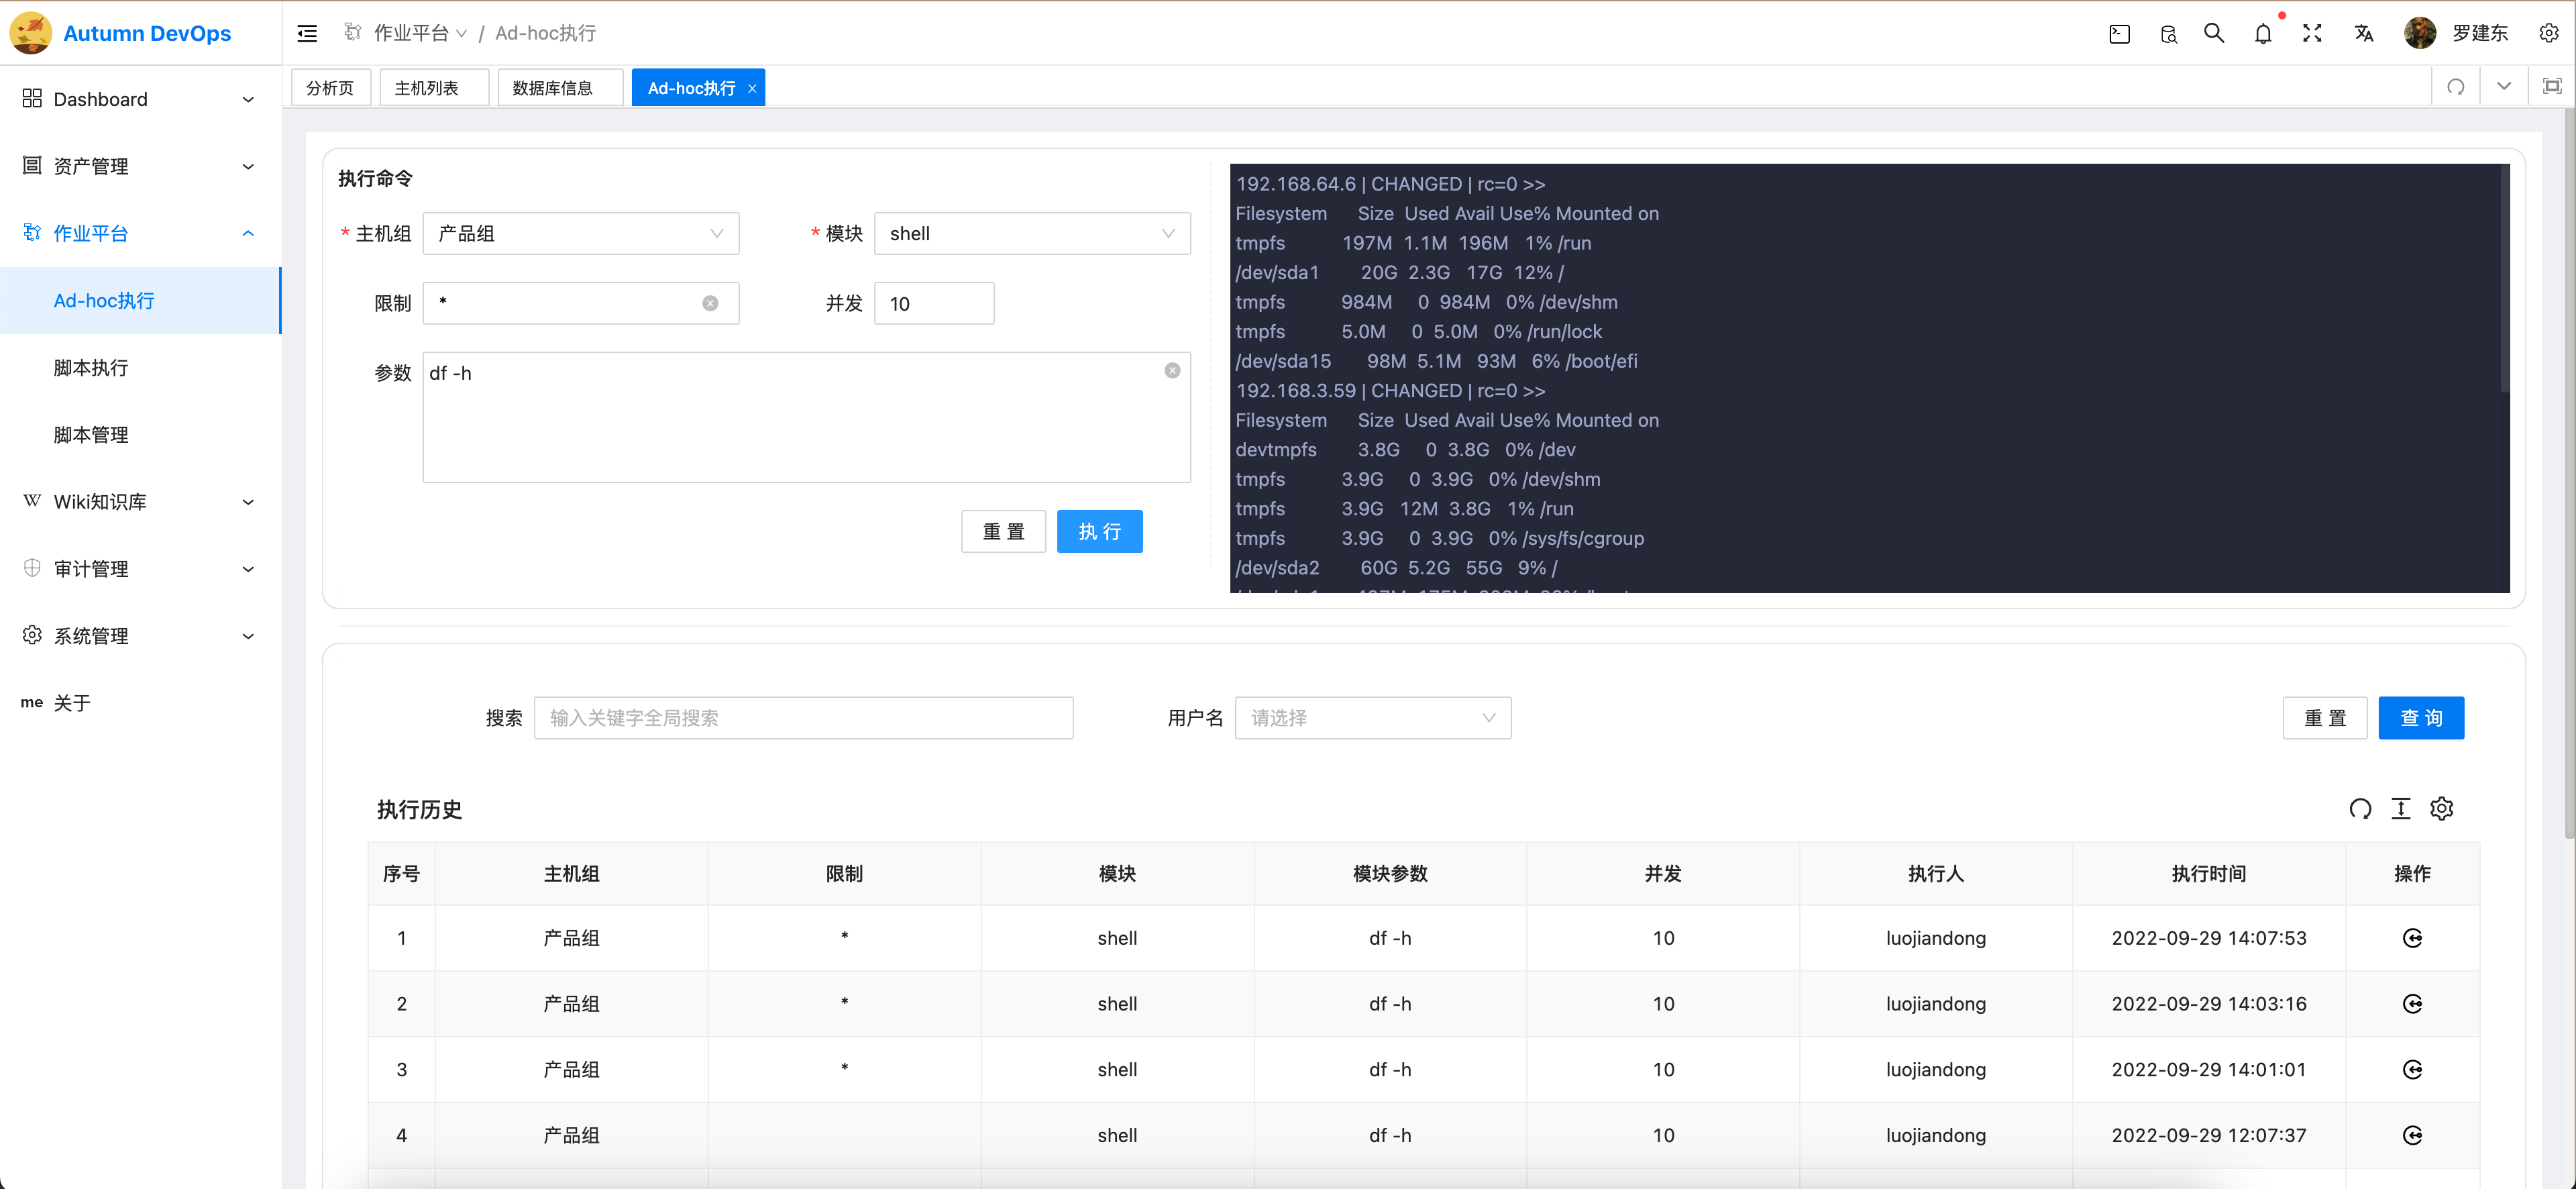 Autumn DevOps
作业平台 / Ad-hoc执行
罗建东
分析页 主机列表 数据库信息 Ad-hoc执行
Dashboard
资产管理
作业平台
Ad-hoc执行
脚本执行
脚本管理
Wiki知识库
审计管理
系统管理
me 关于
执行命令
* 主机组 产品组 * 模块 shell
限制 * 并发 10
参数 df -h
重 置 执 行
192.168.64.6 | CHANGED | rc=0 >>
Filesystem Size Used Avail Use% Mounted on
tmpfs 197M 1.1M 196M 1% /run
/dev/sda1 20G 2.3G 17G 12% /
tmpfs 984M 0 984M 0% /dev/shm
tmpfs 5.0M 0 5.0M 0% /run/lock
/dev/sda15 98M 5.1M 93M 6% /boot/efi
192.168.3.59 | CHANGED | rc=0 >>
Filesystem Size Used Avail Use% Mounted on
devtmpfs 3.8G 0 3.8G 0% /dev
tmpfs 3.9G 0 3.9G 0% /dev/shm
tmpfs 3.9G 12M 3.8G 1% /run
tmpfs 3.9G 0 3.9G 0% /sys/fs/cgroup
/dev/sda2 60G 5.2G 55G 9% /
搜索 输入关键字全局搜索 用户名 请选择 重 置 查 询
执行历史
序号 主机组 限制 模块 模块参数 并发 执行人 执行时间 操作
1 产品组 * shell df -h 10 luojiandong 2022-09-29 14:07:53
2 产品组 * shell df -h 10 luojiandong 2022-09-29 14:03:16
3 产品组 * shell df -h 10 luojiandong 2022-09-29 14:01:01
4 产品组 shell df -h 10 luojiandong 2022-09-29 12:07:37